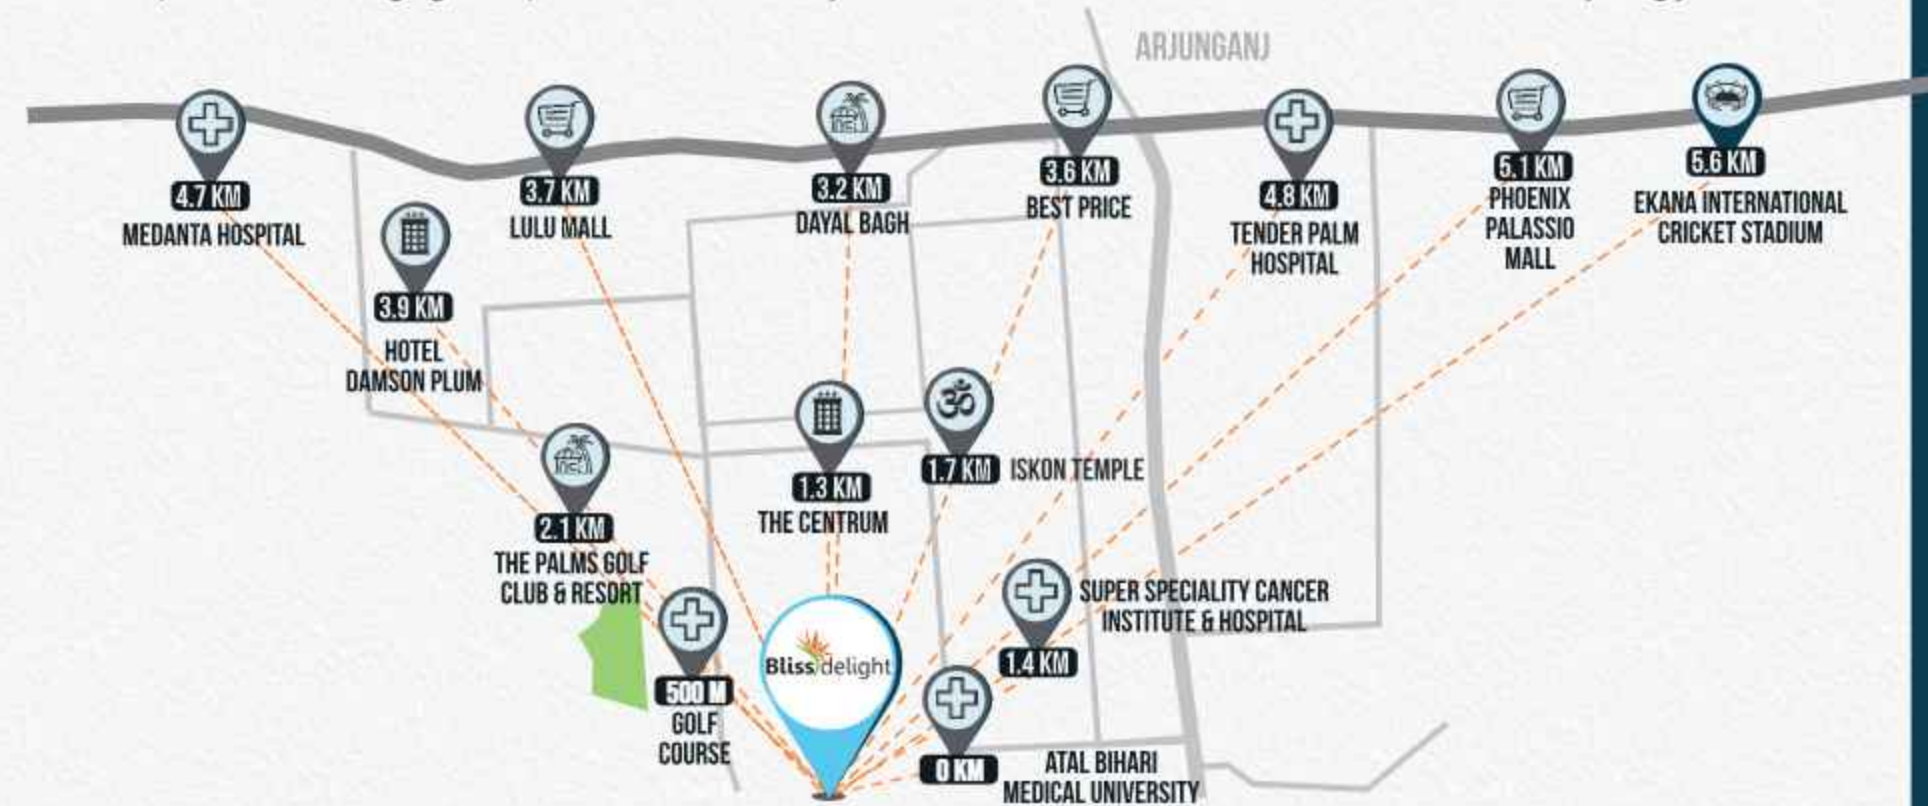 ARJUNGANJ
4.7 KM
MEDANTA HOSPITAL
3.9 KM
HOTEL
DAMSON PLUM
3.7 KM
LULU MALL
3.2 KM
DAYAL BAGH
3.6 KM
BEST PRICE
4.8 KM
TENDER PALM
HOSPITAL
5.1 KM
PHOENIX
PALASSIO
MALL
5.6 KM
EKANA INTERNATIONAL
CRICKET STADIUM
2.1 KM
THE PALMS GOLF
CLUB & RESORT
1.3 KM
THE CENTRUM
1.7 KM ISKON TEMPLE
500 M
GOLF
COURSE
Bliss delight
SUPER SPECIALITY CANCER
INSTITUTE & HOSPITAL
1.4 KM
0 KM
ATAL BIHARI
MEDICAL UNIVERSITY